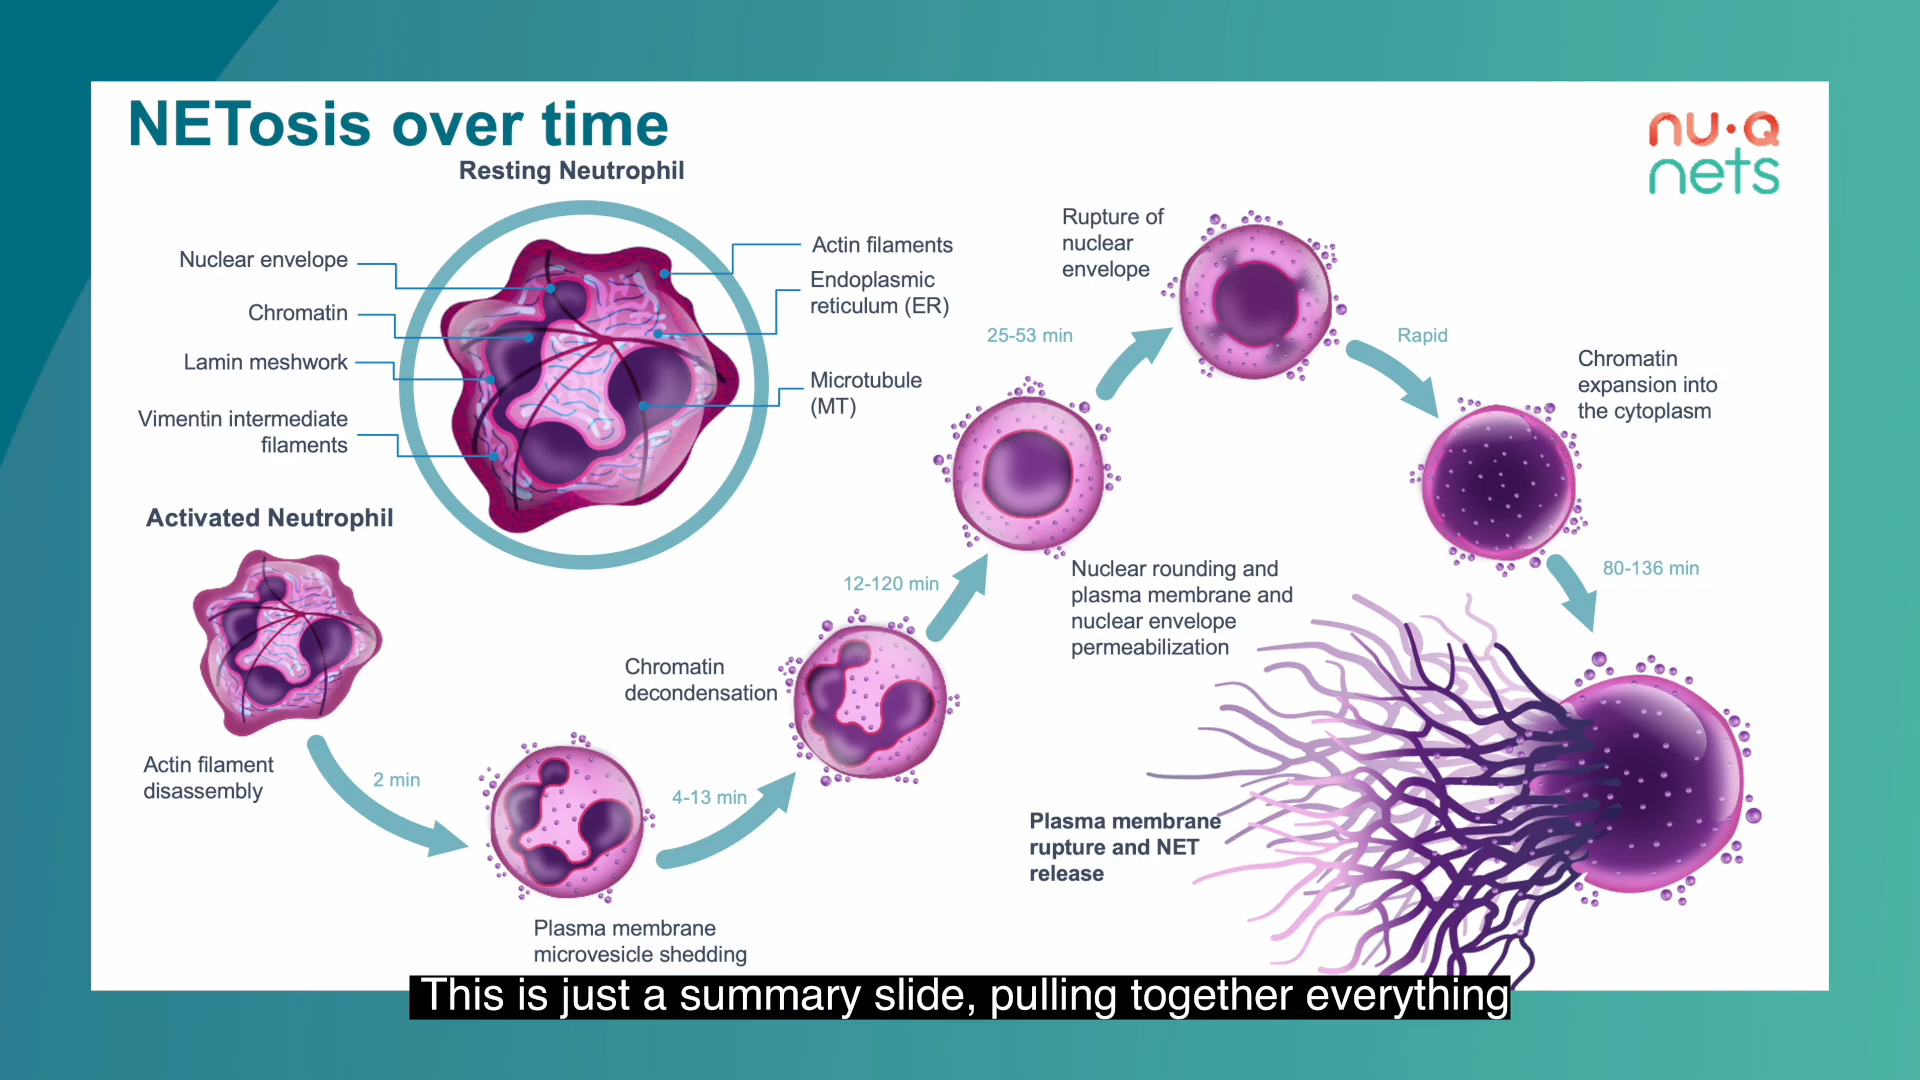 NETosis over time
nu·Q
nets
Resting Neutrophil
Nuclear envelope
Chromatin
Lamin meshwork
Vimentin intermediate
filaments
Actin filaments
Endoplasmic
reticulum (ER)
Microtubule
(MT)
Activated Neutrophil
Actin filament
disassembly
2 min
Plasma membrane
microvesicle shedding
4-13 min
Chromatin
decondensation
12-120 min
Nuclear rounding and
plasma membrane and
nuclear envelope
permeabilization
25-53 min
Rupture of
nuclear
envelope
Rapid
Chromatin
expansion into
the cytoplasm
80-136 min
Plasma membrane
rupture and NET
release
This is just a summary slide, pulling together everything